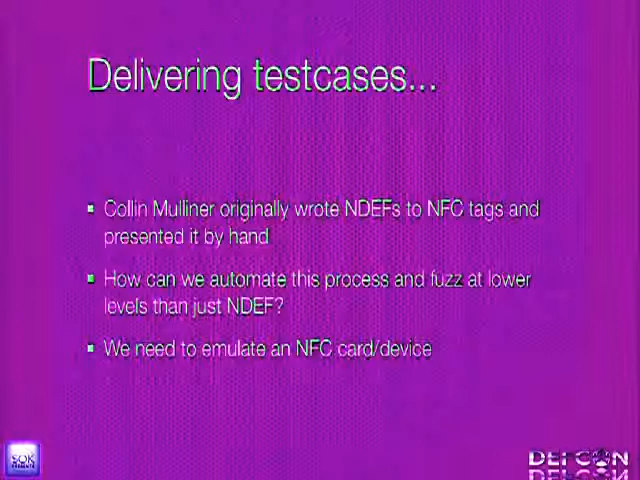 Delivering testcases...
▪ Collin Mulliner originally wrote NDEFs to NFC tags and
presented it by hand
▪ How can we automate this process and fuzz at lower
levels than just NDEF?
▪ We need to emulate an NFC card/device
SOK
DEFCON